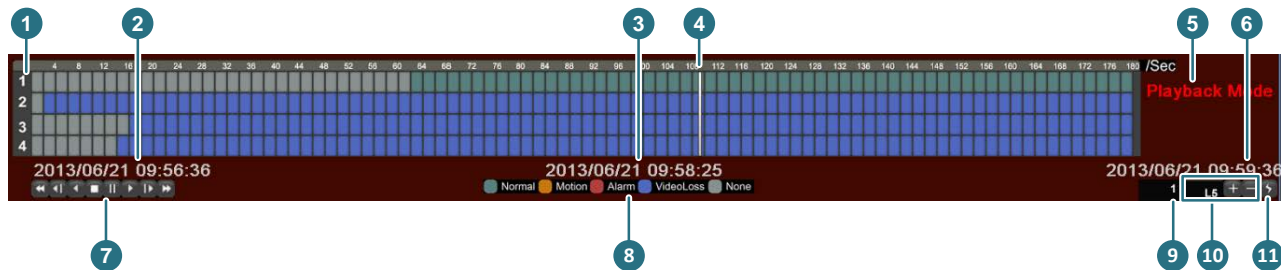 1 2 3 4 5 6
4 8 12 16 20 24 28 32 36 40 44 48 52 56 60 64 68 72 76 80 84 88 92 96 100 104 108 112 116 120 124 128 132 136 140 144 148 152 156 160 164 168 172 176 180 /Sec
1
Playback Mode
2
3
4
2013/06/21 09:56:36 2013/06/21 09:58:25 2013/06/21 09:59:36
Normal Motion Alarm VideoLoss None 1 L5 + −
7 8 9 10 11